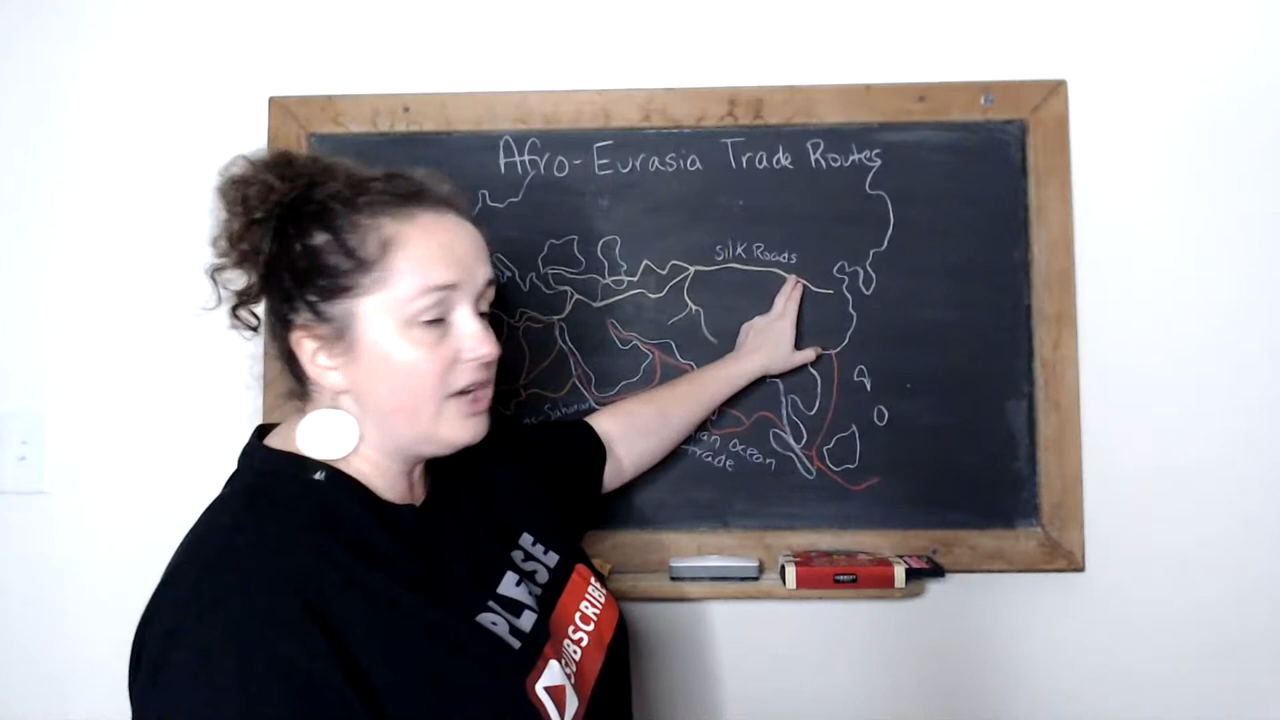 Afro-Eurasia Trade Routes
Silk Roads
Ocean
trade
PLEASE
SUBSCRIBE